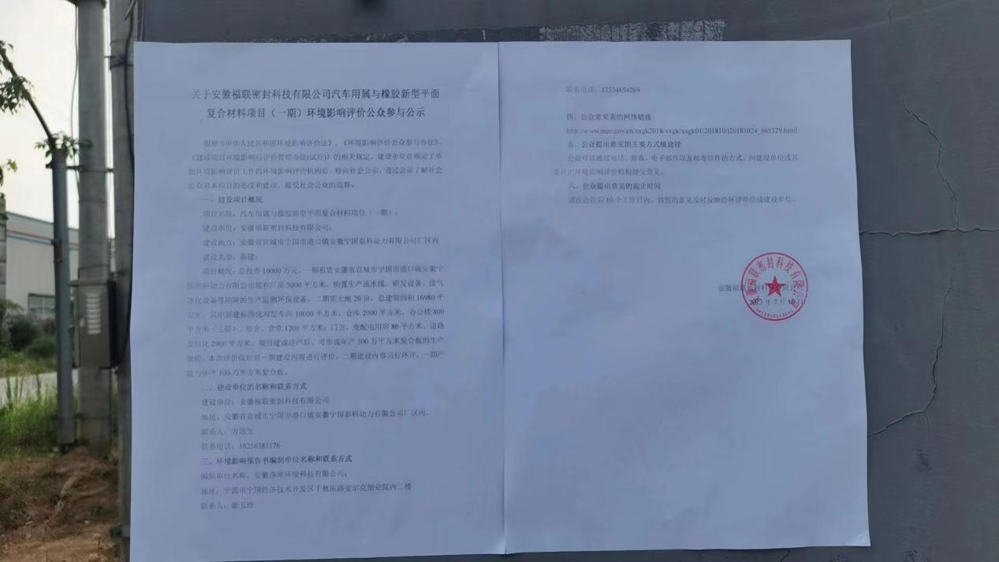 关于安徽福联密封科技有限公司汽车用属与橡胶新型平面
复合材料项目（一期）环境影响评价公众参与公示
根据《中华人民共和国环境影响评价法》、《环境影响评价公众参与办法》、
《建设项目环境影响后评价管理办法(试行)》的相关规定，建设单位在确定了承
担环境影响评价工作的环境影响评价机构后，特向社会公示，通过公示了解社会
公众对本项目的态度和建议，接受社会公众的监督。
一、建设项目概况
项目名称：汽车用属与橡胶新型平面复合材料项目（一期）；
建设单位：安徽福联密封科技有限公司；
建设地点：安徽省宣城市宁国市港口镇安徽宁国泰科动力有限公司厂区内
建设类型：新建；
项目概况：总投资10000万元，一期租赁安徽省宣城市宁国市港口镇安徽宁
国泰科动力有限公司现有厂房5000平方米，购置生产流水线、研发设备、废气
净化设备等陷阱的生产监测环保设备，二期需土地20亩，总建筑面积16980平
方米，其中新建标准化双层车间10000平方米，仓库2000平方米，办公楼800
平方米（三层），宿舍、食堂1200平方米；门卫、变配电用房80平方米；道路
及绿化2900平方米。项目建成达产后，可形成年产300万平方米复合板的生产
规模。本次评价仅针对一期建设内容进行评价，二期建设内容另行环评。一期产
能为年产100万平方米复合板。
二、建设单位的名称和联系方式
建设单位：安徽福联密封科技有限公司
地址：安徽省宣城市宁国市港口镇安徽宁国泰科动力有限公司厂区内。
联系人：方远生
联系电话：18256381176
三、环境影响报告书编制单位名称和联系方式
编制单位名称：安徽净坤环境科技有限公司；
地址：宁国市宁国经济技术开发区千秋南路麦尔克塑业院内二楼
联系人：姬玉玲
联系电话：17334654269
四、公众意见表的网络链接
http://www.mee.gov.cn/xxgk2018/xxgk/xxgk01/201810/t20181024_665329.html
五、公众提出意见的主要方式级途径
公众可以通过电话、传真、电子邮件以及邮寄信件的方式，向建设单位或其
委托的环境影响评价机构提交意见。
六、公众提出意见的起止时间
请在公告后10个工作日内，将您的意见及时反映给环评单位或建设单位。
安徽福联密封科技有限公司
2023年7月10日